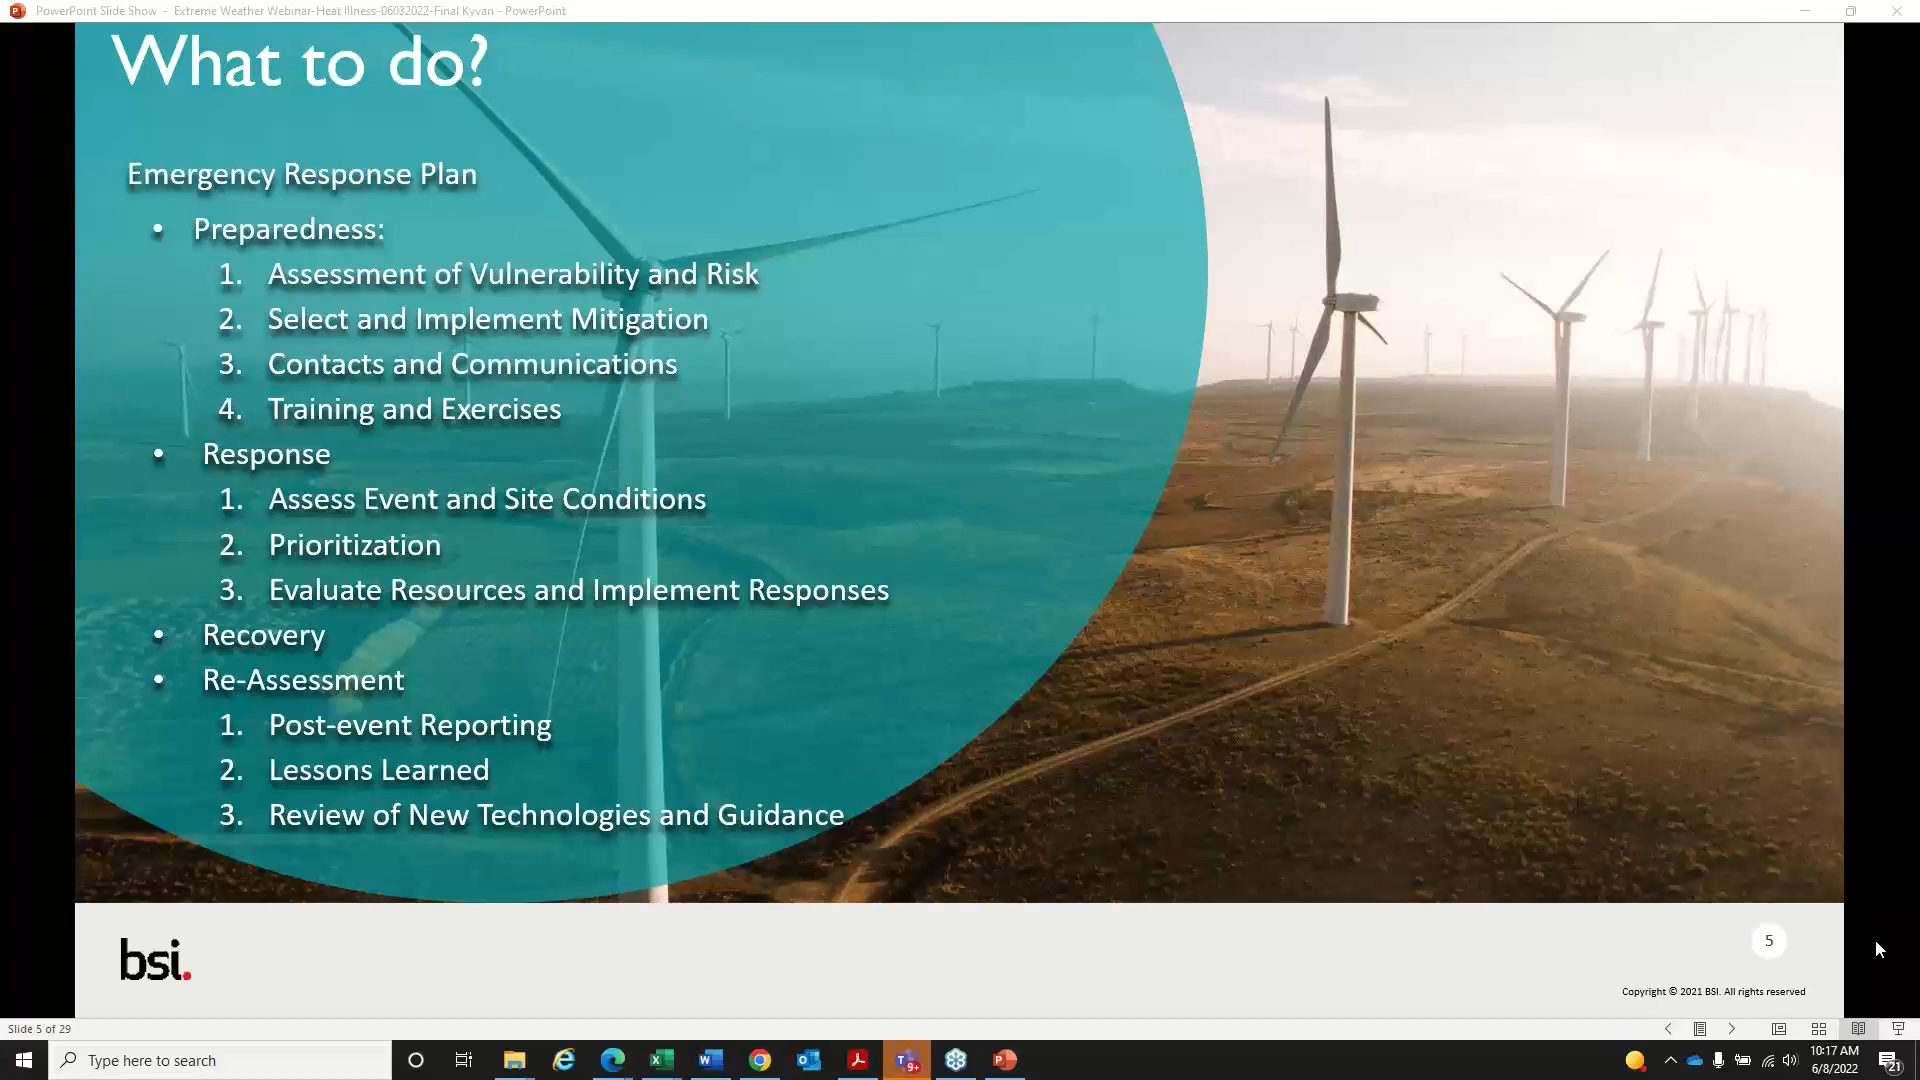 PowerPoint Slide Show - Extreme Weather Webinar-Heat Illness-06032022-Final Kyvan - PowerPoint
What to do?
Emergency Response Plan
• Preparedness:
1. Assessment of Vulnerability and Risk
2. Select and Implement Mitigation
3. Contacts and Communications
4. Training and Exercises
• Response
1. Assess Event and Site Conditions
2. Prioritization
3. Evaluate Resources and Implement Responses
• Recovery
• Re-Assessment
1. Post-event Reporting
2. Lessons Learned
3. Review of New Technologies and Guidance
bsi.
5
Copyright © 2021 BSI. All rights reserved
Slide 5 of 29
Type here to search
9+
10:17 AM
6/8/2022
21